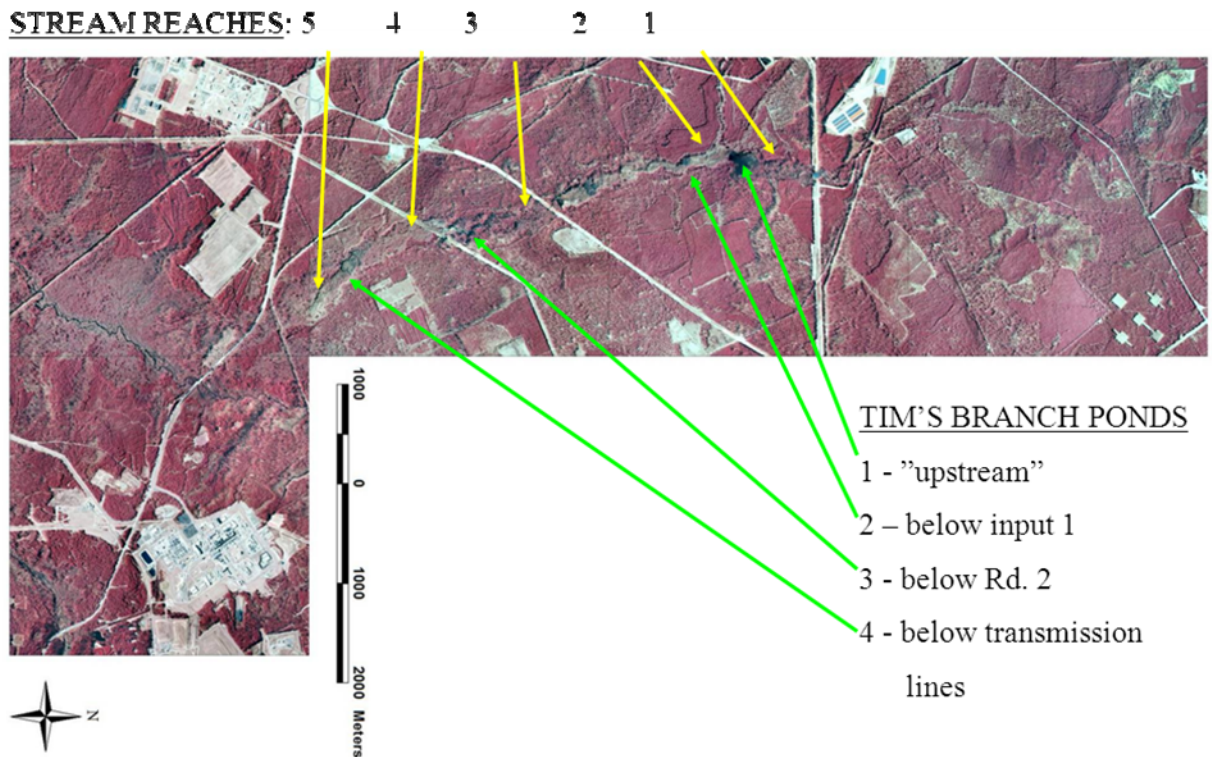 STREAM REACHES: 5 4 3 2 1
TIM'S BRANCH PONDS
1 - ”upstream”
2 – below input 1
3 - below Rd. 2
4 - below transmission
lines
1000
0
1000
2000 Meters
N